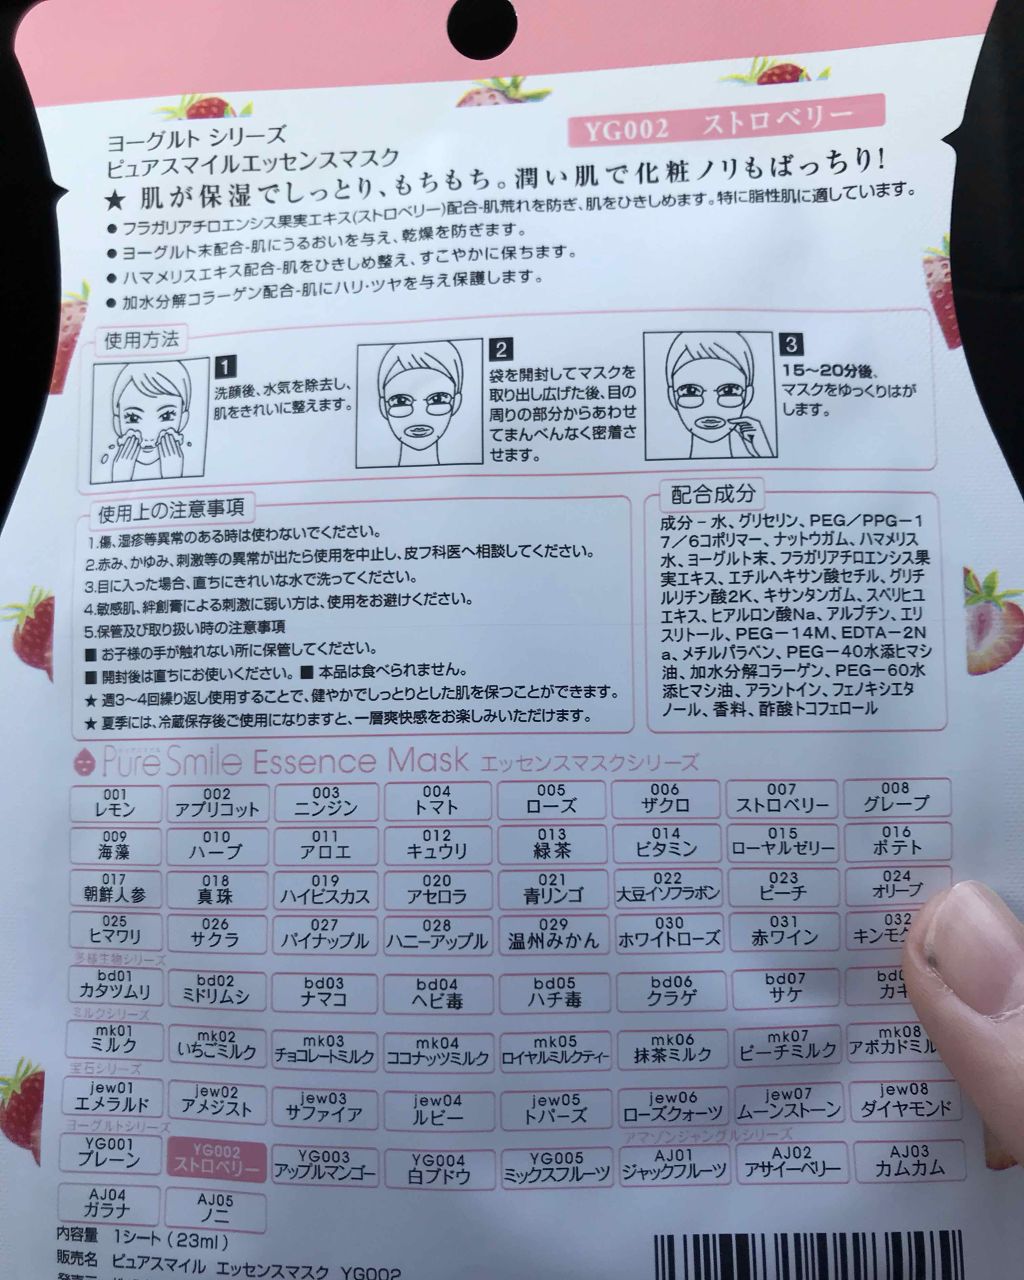 ヨーグルト シリーズ
YG002 ストロベリー
ピュアスマイルエッセンスマスク
★ 肌が保湿でしっとり、もちもち。潤い肌で化粧ノリもばっちり!
● フラガリアチロエンシス果実エキス(ストロベリー)配合-肌荒れを防ぎ、肌をひきしめます。特に脂性肌に適しています。
● ヨーグルト末配合-肌にうるおいを与え、乾燥を防ぎます。
● ハマメリスエキス配合-肌をひきしめ整え、すこやかに保ちます。
● 加水分解コラーゲン配合-肌にハリ・ツヤを与え保護します。
使用方法
1
洗顔後、水気を除去し、
肌をきれいに整えます。
2
袋を開封してマスクを
取り出し広げた後、目の
周りの部分からあわせ
てまんべんなく密着さ
せます。
3
15〜20分後、
マスクをゆっくりはが
します。
使用上の注意事項
1.傷、湿疹等異常のある時は使わないでください。
2.赤み、かゆみ、刺激等の異常が出たら使用を中止し、皮フ科医へ相談してください。
3.目に入った場合、直ちにきれいな水で洗ってください。
4.敏感肌、絆創膏による刺激に弱い方は、使用をお避けください。
5.保管及び取り扱い時の注意事項
■ お子様の手が触れない所に保管してください。
■ 開封後は直ちにお使いください。 ■ 本品は食べられません。
★ 週3〜4回繰り返し使用することで、健やかでしっとりとした肌を保つことができます。
★ 夏季には、冷蔵保存後ご使用になりますと、一層爽快感をお楽しみいただけます。
配合成分
成分－水、グリセリン、PEG／PPG－1
7／6コポリマー、ナットウガム、ハマメリス
水、ヨーグルト末、フラガリアチロエンシス果
実エキス、エチルヘキサン酸セチル、グリチ
ルリチン酸2K、キサンタンガム、スベリヒユ
エキス、ヒアルロン酸Na、アルブチン、エリ
スリトール、PEG－14M、EDTA－2N
a、メチルパラベン、PEG－40水添ヒマシ
油、加水分解コラーゲン、PEG－60水
添ヒマシ油、アラントイン、フェノキシエタ
ノール、香料、酢酸トコフェロール
Pure Smile Essence Mask エッセンスマスクシリーズ
001 002 003 004 005 006 007 008
レモン アプリコット ニンジン トマト ローズ ザクロ ストロベリー グレープ
009 010 011 012 013 014 015 016
海藻 ハーブ アロエ キュウリ 緑茶 ビタミン ローヤルゼリー ポテト
017 018 019 020 021 022 023 024
朝鮮人参 真珠 ハイビスカス アセロラ 青リンゴ 大豆イソフラボン ピーチ オリーブ
025 026 027 028 029 030 031 032
ヒマワリ サクラ パイナップル ハニーアップル 温州みかん ホワイトローズ 赤ワイン キンモク
多様生物シリーズ
bd01 bd02 bd03 bd04 bd05 bd06 bd07
カタツムリ ミドリムシ ナマコ ヘビ毒 ハチ毒 クラゲ サケ カキ
ミルクシリーズ
mk01 mk02 mk03 mk04 mk05 mk06 mk07 mk08
ミルク いちごミルク チョコレートミルク ココナッツミルク ロイヤルミルクティー 抹茶ミルク ピーチミルク アボカドミル
宝石シリーズ
jew01 jew02 jew03 jew04 jew05 jew06 jew07 jew08
エメラルド アメジスト サファイア ルビー トパーズ ローズクォーツ ムーンストーン ダイヤモンド
ヨーグルトシリーズ アマゾンジャングルシリーズ
YG001 YG002 YG003 YG004 YG005 AJ01 AJ02 AJ03
プレーン ストロベリー アップルマンゴー 白ブドウ ミックスフルーツ ジャックフルーツ アサイーベリー カムカム
AJ04 AJ05
ガラナ ノニ
内容量 1シート(23ml)
販売名 ピュアスマイル エッセンスマスク YG002